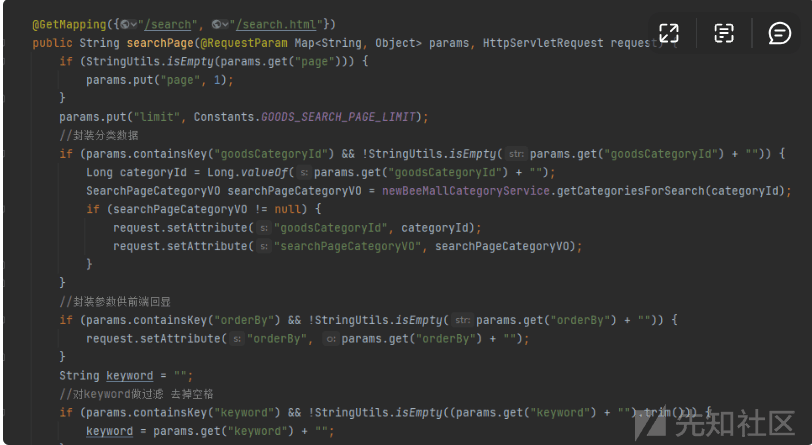 @GetMapping({"/search", "/search.html"})
public String searchPage(@RequestParam Map<String, Object> params, HttpServletRequest request) {
if (StringUtils.isEmpty(params.get("page"))) {
params.put("page", 1);
}
params.put("limit", Constants.GOODS_SEARCH_PAGE_LIMIT);
//封装分类数据
if (params.containsKey("goodsCategoryId") && !StringUtils.isEmpty( str: params.get("goodsCategoryId") + "")) {
Long categoryId = Long.valueOf( s: params.get("goodsCategoryId") + "");
SearchPageCategoryVO searchPageCategoryVO = newBeeMallCategoryService.getCategoriesForSearch(categoryId);
if (searchPageCategoryVO != null) {
request.setAttribute( s: "goodsCategoryId", categoryId);
request.setAttribute( s: "searchPageCategoryVO", searchPageCategoryVO);
}
}
//封装参数供前端回显
if (params.containsKey("orderBy") && !StringUtils.isEmpty( str: params.get("orderBy") + "")) {
request.setAttribute( s: "orderBy", o: params.get("orderBy") + "");
}
String keyword = "";
//对keyword做过滤 去掉空格
if (params.containsKey("keyword") && !StringUtils.isEmpty((params.get("keyword") + "").trim())) {
keyword = params.get("keyword") + "";
先知社区